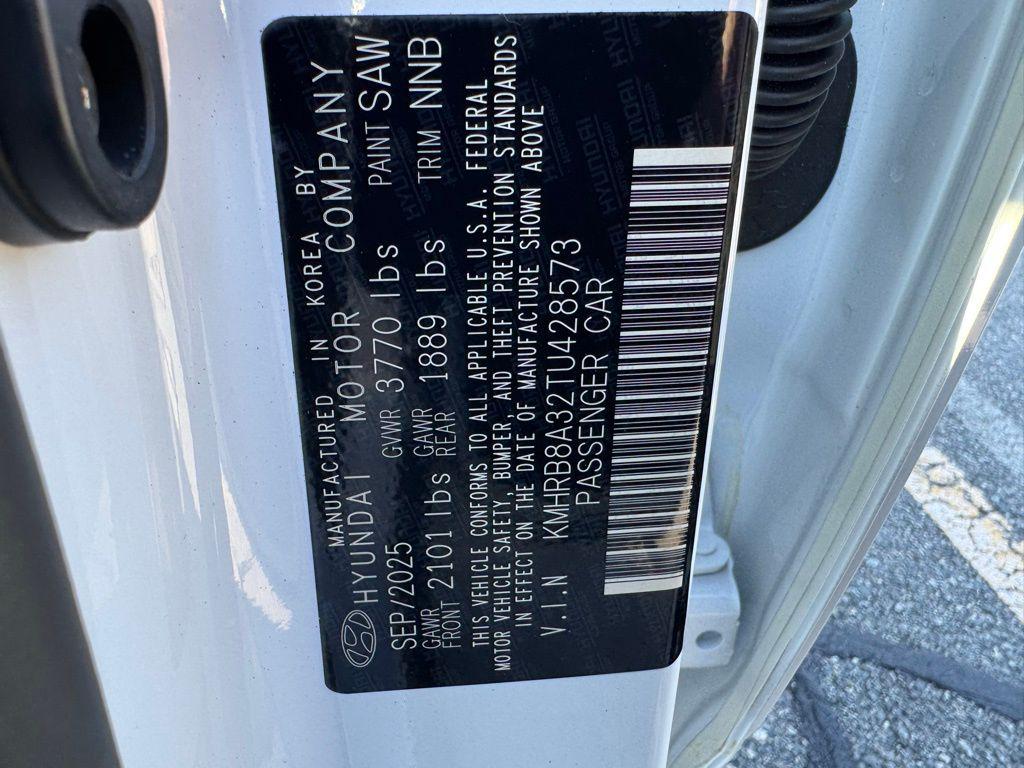 MANUFACTURED IN KOREA BY
HYUNDAI MOTOR COMPANY
SEP/2025 GVWR 3770 lbs PAINT SAW
GAWR FRONT 2101 lbs GAWR REAR 1889 lbs TRIM NNB
THIS VEHICLE CONFORMS TO ALL APPLICABLE U.S.A. FEDERAL
MOTOR VEHICLE SAFETY, BUMPER, AND THEFT PREVENTION STANDARDS
IN EFFECT ON THE DATE OF MANUFACTURE SHOWN ABOVE
V.I.N KMHRB8A32TU428573
PASSENGER CAR